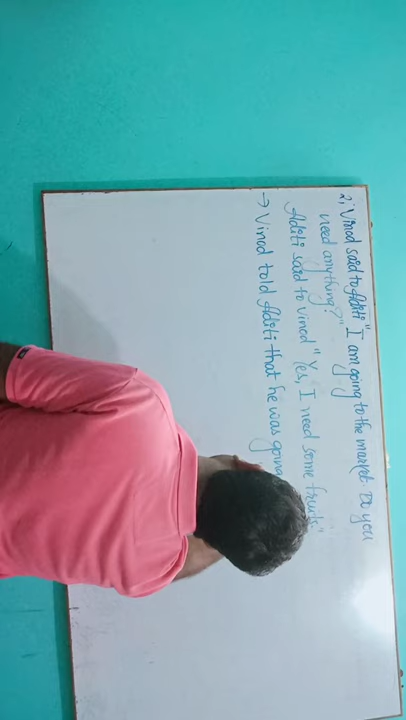 2, Vinod said to Aditi "I am going to the market Do you
need anything?"
Aditi said to vinod "Yes, I need some fruits"
→ Vinod told Aditi that he was going